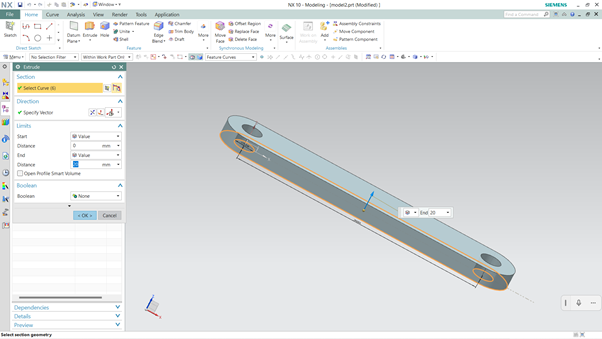 NX
Window
NX 10 - Modeling - [model2.prt (Modified) ]
SIEMENS
File
Home
Curve
Analysis
View
Render
Tools
Application
Find a Command
Sketch
Direct Sketch
Datum Plane
Extrude
Hole
Pattern Feature
Unite
Shell
Edge Blend
Chamfer
Trim Body
Draft
More
Feature
Move Face
Offset Region
Replace Face
Delete Face
More
Synchronous Modeling
Surface
Add
Assembly Constraints
Move Component
Pattern Component
Assemblies
Menu
No Selection Filter
Within Work Part Onl
Feature Curves
Extrude
Section
Select Curve (6)
Direction
Specify Vector
Limits
Start
Value
Distance
0
mm
End
Value
Distance
20
mm
Open Profile Smart Volume
Boolean
Boolean
None
< OK >
Cancel
End 20
Dependencies
Details
Preview
Select section geometry